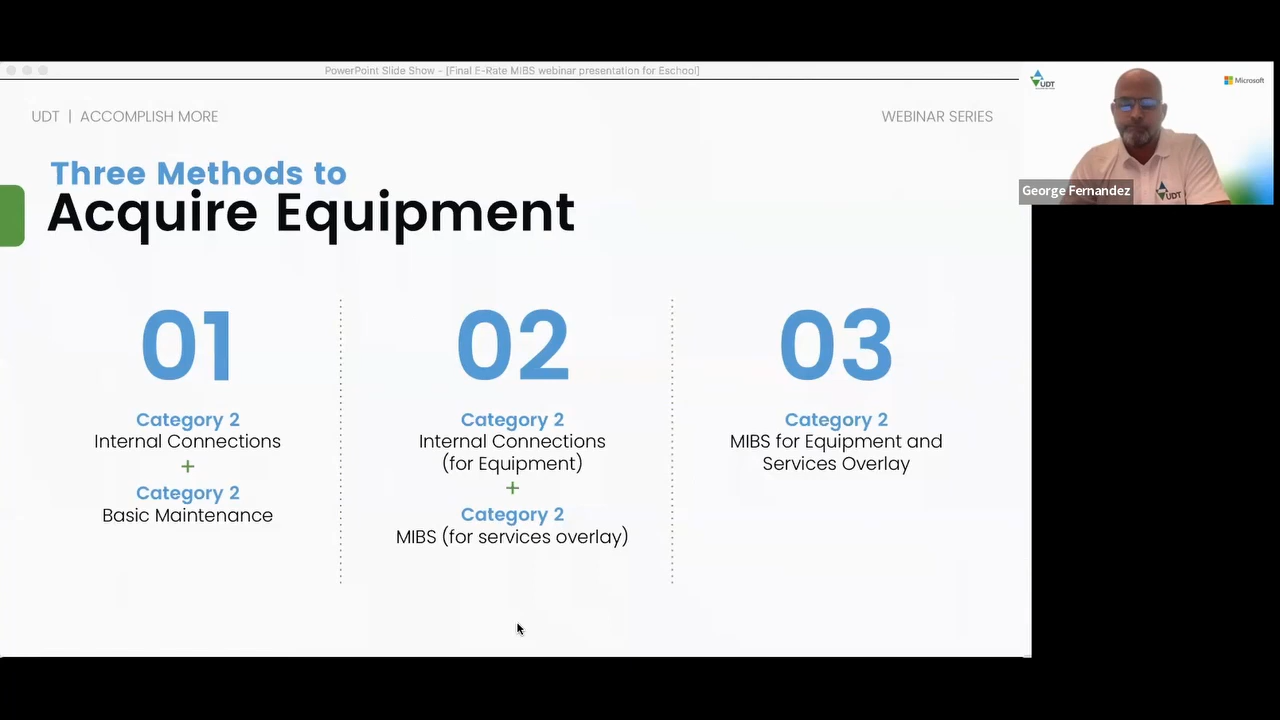 PowerPoint Slide Show - [Final E-Rate MIBS webinar presentation for Eschool]
UDT | ACCOMPLISH MORE
WEBINAR SERIES
Three Methods to
Acquire Equipment
01
Category 2
Internal Connections
+
Category 2
Basic Maintenance
02
Category 2
Internal Connections
(for Equipment)
+
Category 2
MIBS (for services overlay)
03
Category 2
MIBS for Equipment and
Services Overlay
UDT
Microsoft
George Fernandez
UDT